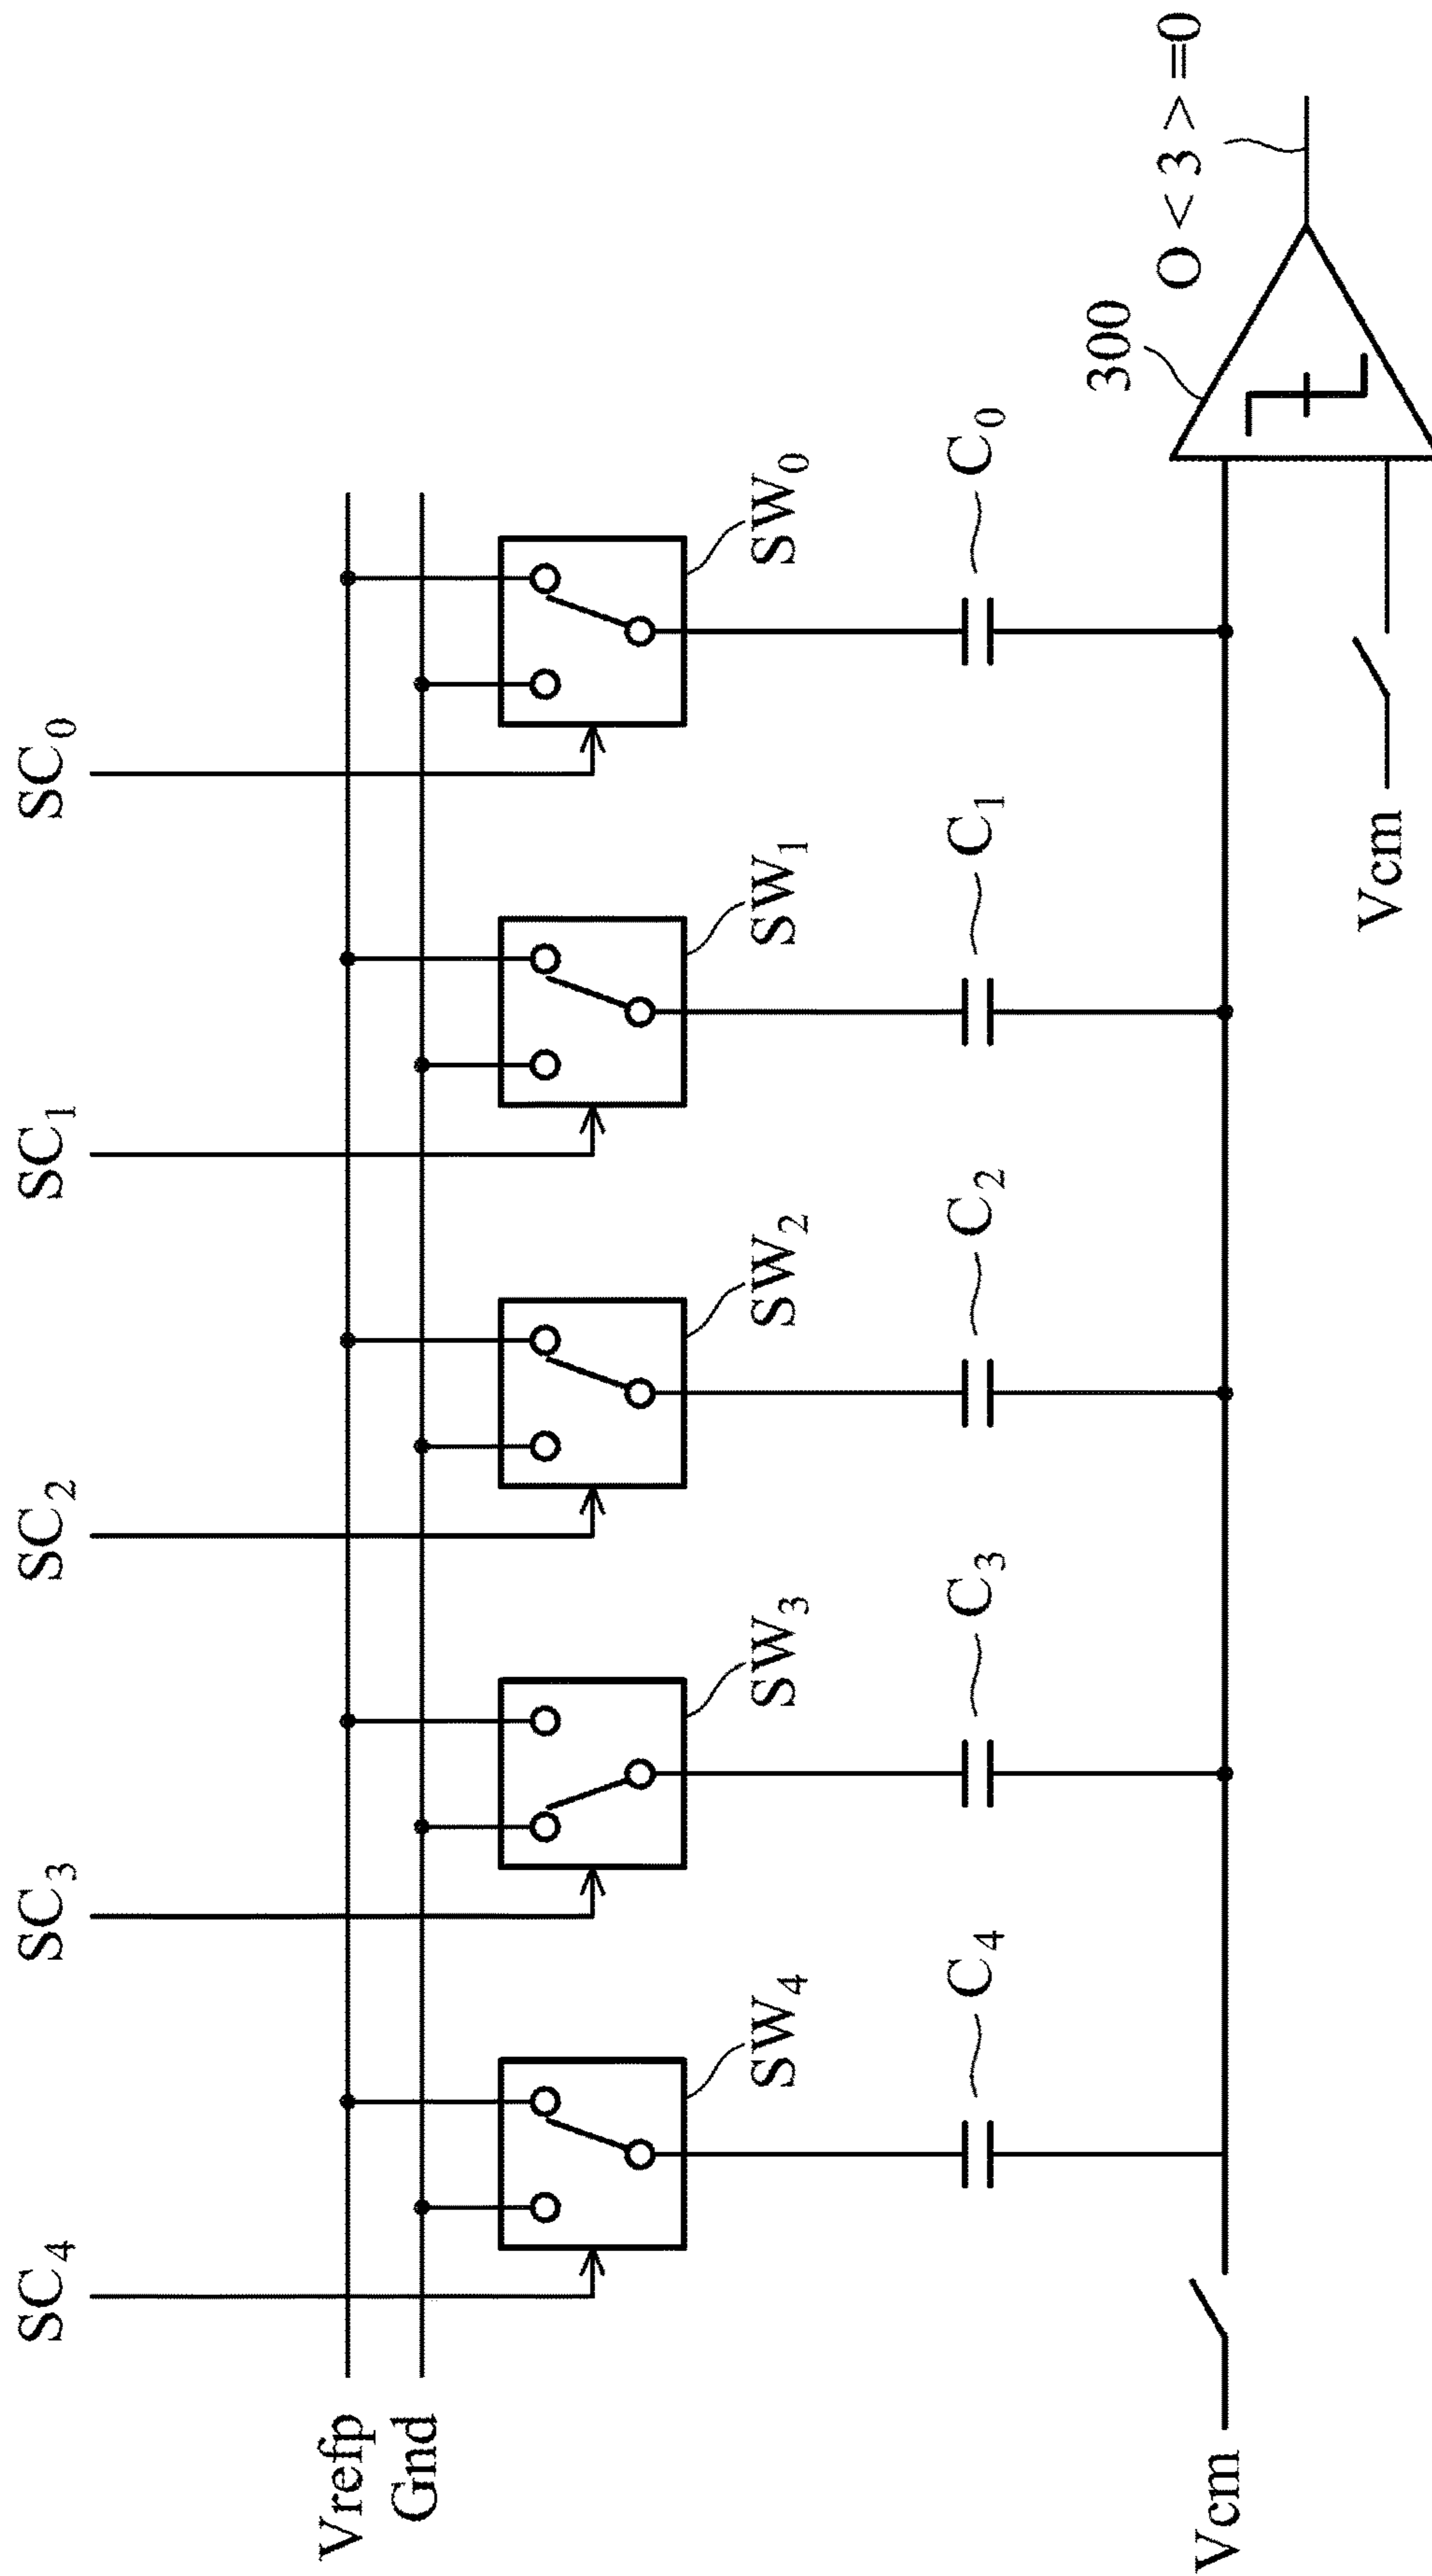 SC₄
SC₃
SC₂
SC₁
SC₀
Vrefp
Gnd
SW₄
SW₃
SW₂
SW₁
SW₀
C₄
C₃
C₂
C₁
C₀
300
O < 3 > =0
Vcm
Vcm